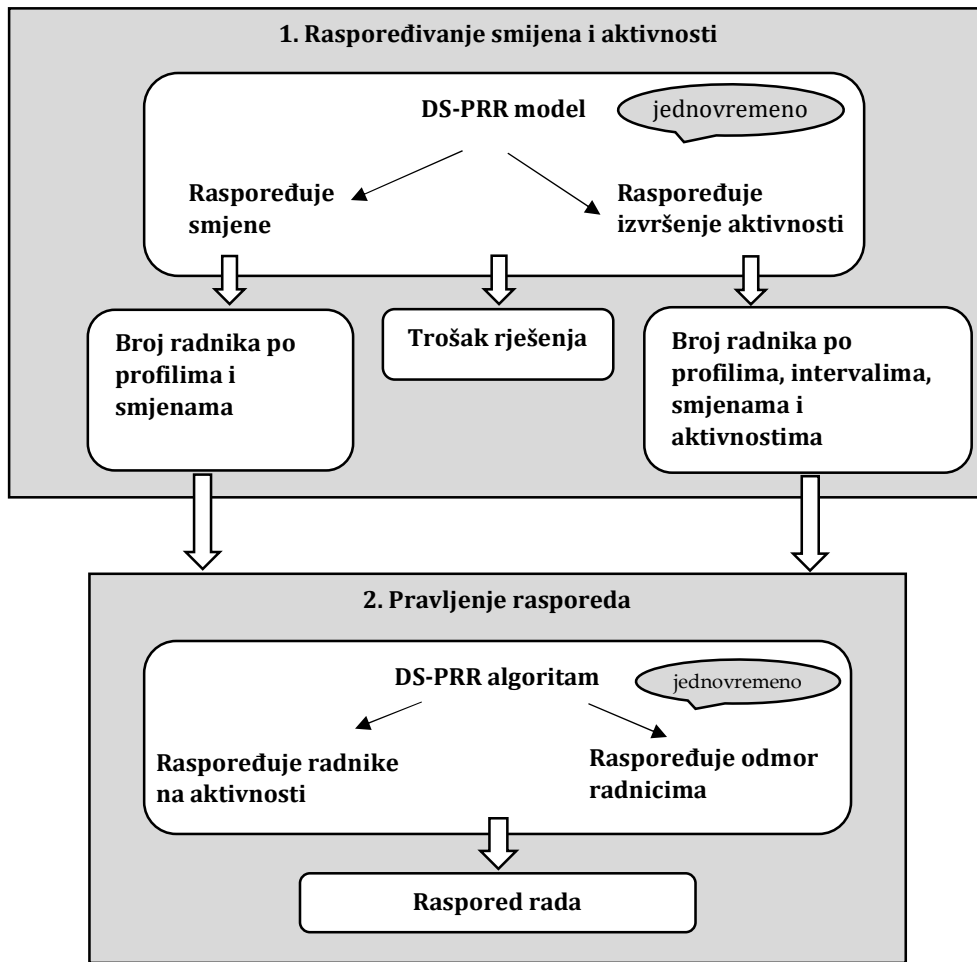 1. Raspoređivanje smijena i aktivnosti
DS-PRR model
jednovremeno
Raspoređuje
smjene
Raspoređuje
izvršenje aktivnosti
Broj radnika po
profilima i
smjenama
Trošak rješenja
Broj radnika po
profilima, intervalima,
smjenama i
aktivnostima
2. Pravljenje rasporeda
DS-PRR algoritam
jednovremeno
Raspoređuje radnike
na aktivnosti
Raspoređuje odmor
radnicima
Raspored rada